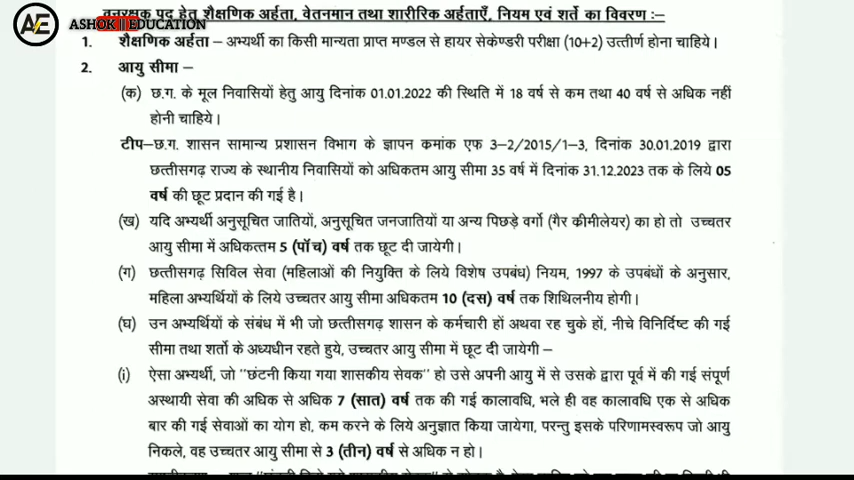 ASHOK EDUCATION
वनरक्षक पद हेतु शैक्षणिक अर्हता, वेतनमान तथा शारीरिक अर्हताएँ, नियम एवं शर्ते का विवरण :–
1. शैक्षणिक अर्हता – अभ्यर्थी का किसी मान्यता प्राप्त मण्डल से हायर सेकेण्डरी परीक्षा (10+2) उत्तीर्ण होना चाहिये।
2. आयु सीमा –
(क) छ.ग. के मूल निवासियों हेतु आयु दिनांक 01.01.2022 की स्थिति में 18 वर्ष से कम तथा 40 वर्ष से अधिक नहीं
होनी चाहिये।
टीप–छ.ग. शासन सामान्य प्रशासन विभाग के ज्ञापन कमांक एफ 3–2/2015/1–3, दिनांक 30.01.2019 द्वारा
छत्तीसगढ़ राज्य के स्थानीय निवासियों को अधिकतम आयु सीमा 35 वर्ष में दिनांक 31.12.2023 तक के लिये 05
वर्ष की छूट प्रदान की गई है।
(ख) यदि अभ्यर्थी अनुसूचित जातियों, अनुसूचित जनजातियों या अन्य पिछड़े वर्गो (गैर कीमीलेयर) का हो तो उच्चतर
आयु सीमा में अधिकत्तम 5 (पॉच) वर्ष तक छूट दी जायेगी।
(ग) छत्तीसगढ़ सिविल सेवा (महिलाओं की नियुक्ति के लिये विशेष उपबंध) नियम, 1997 के उपबंधों के अनुसार,
महिला अभ्यर्थियों के लिये उच्चतर आयु सीमा अधिकतम 10 (दस) वर्ष तक शिथिलनीय होगी।
(घ) उन अभ्यर्थियों के संबंध में भी जो छत्तीसगढ़ शासन के कर्मचारी हों अथवा रह चुके हों, नीचे विनिर्दिष्ट की गई
सीमा तथा शर्तो के अध्यधीन रहते हुये, उच्चतर आयु सीमा में छूट दी जायेगी –
(i) ऐसा अभ्यर्थी, जो "छंटनी किया गया शासकीय सेवक" हो उसे अपनी आयु में से उसके द्वारा पूर्व में की गई संपूर्ण
अस्थायी सेवा की अधिक से अधिक 7 (सात) वर्ष तक की गई कालावधि, भले ही वह कालावधि एक से अधिक
बार की गई सेवाओं का योग हो, कम करने के लिये अनुज्ञात किया जायेगा, परन्तु इसके परिणामस्वरूप जो आयु
निकले, वह उच्चतर आयु सीमा से 3 (तीन) वर्ष से अधिक न हो।